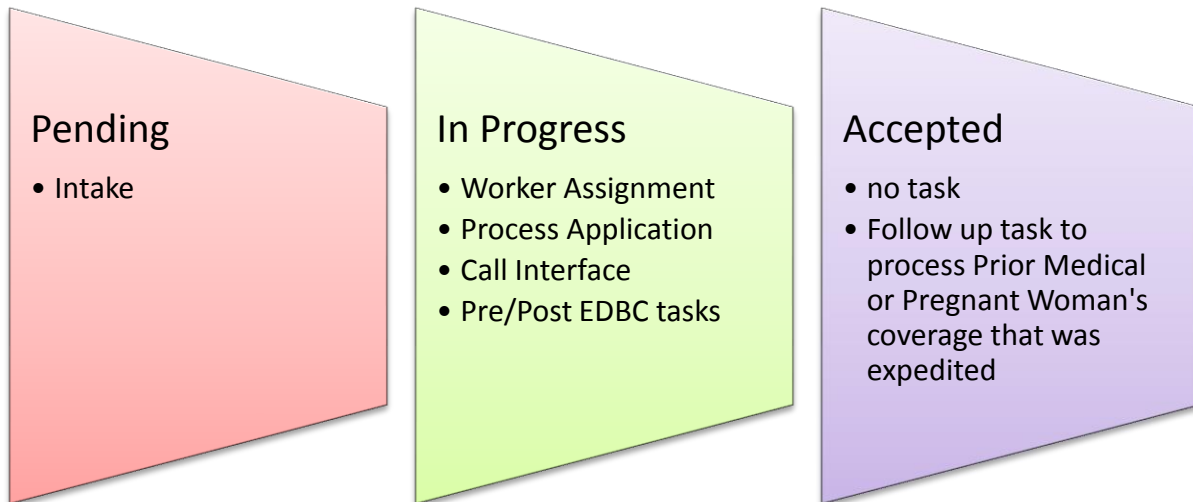 Pending
• Intake
In Progress
• Worker Assignment
• Process Application
• Call Interface
• Pre/Post EDBC tasks
Accepted
• no task
• Follow up task to
process Prior Medical
or Pregnant Woman's
coverage that was
expedited